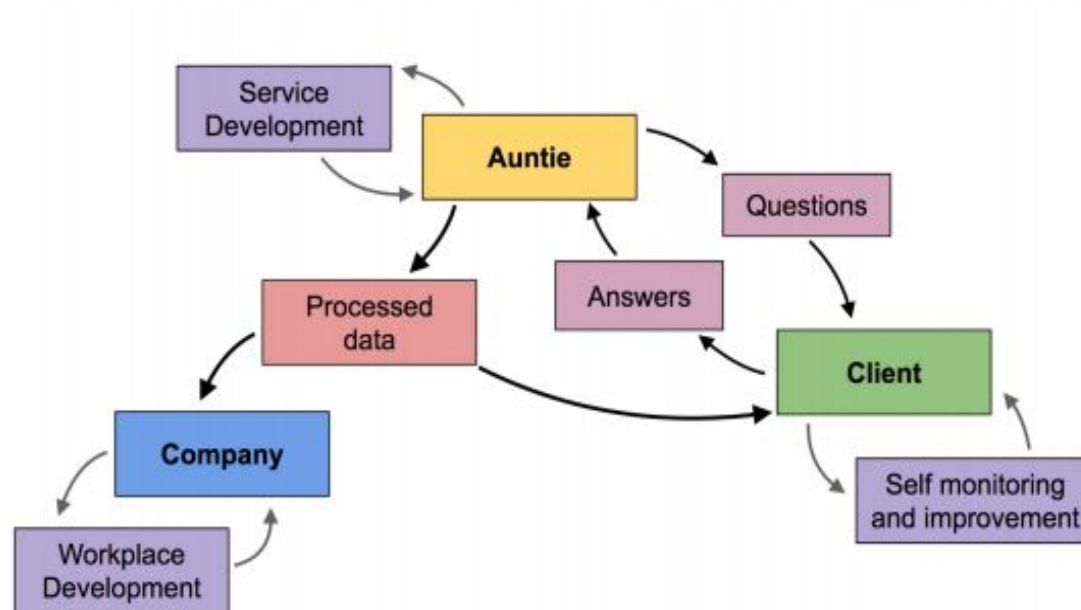 Service
Development
Auntie
Questions
Answers
Processed
data
Client
Company
Self monitoring
and improvement
Workplace
Development